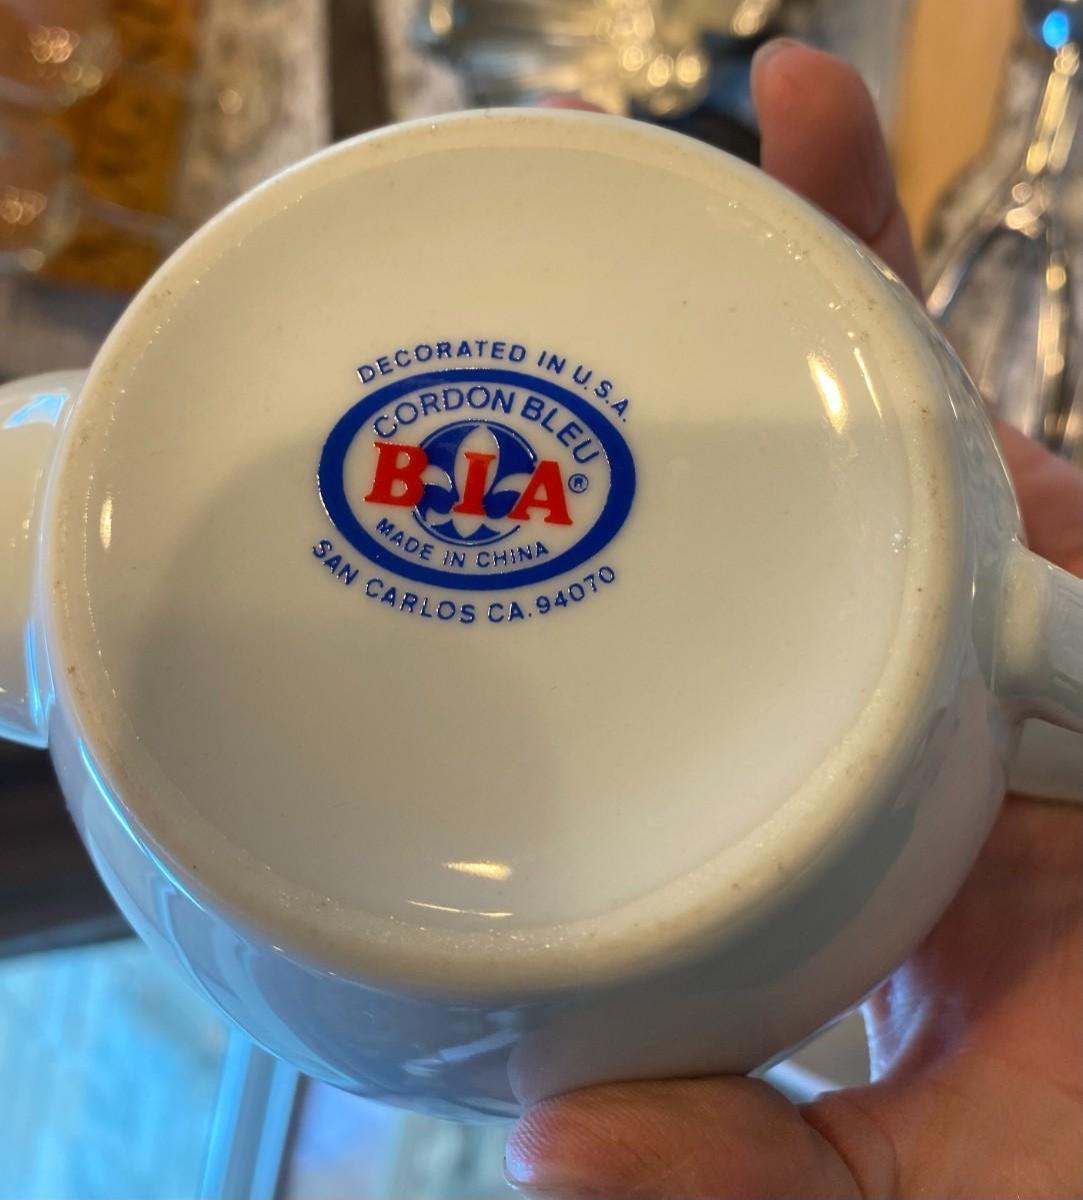 DECORATED IN U.S.A.
CORDON BLEU
BIA®
MADE IN CHINA
SAN CARLOS CA. 94070